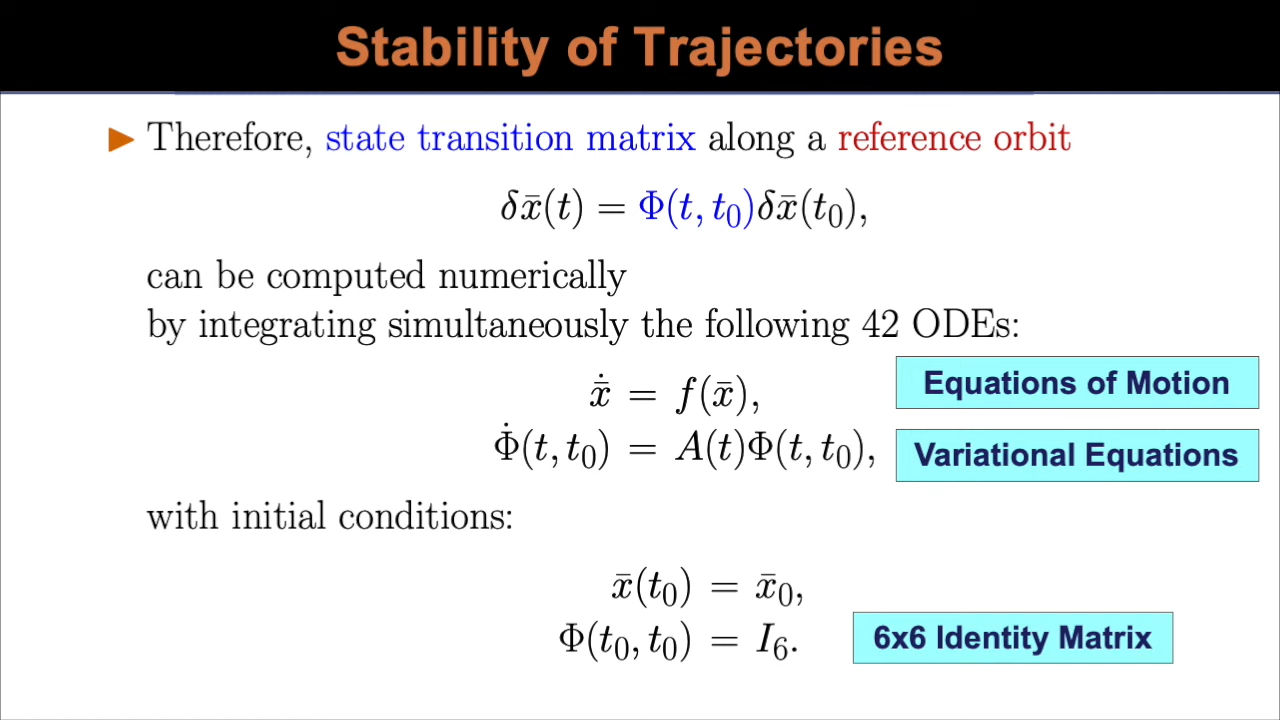 Stability of Trajectories
▶ Therefore, state transition matrix along a reference orbit
δx̄(t) = Φ(t, t₀)δx̄(t₀),
can be computed numerically
by integrating simultaneously the following 42 ODEs:
x̄̇ = f(x̄), Equations of Motion
Φ̇(t, t₀) = A(t)Φ(t, t₀), Variational Equations
with initial conditions:
x̄(t₀) = x̄₀,
Φ(t₀, t₀) = I₆. 6x6 Identity Matrix